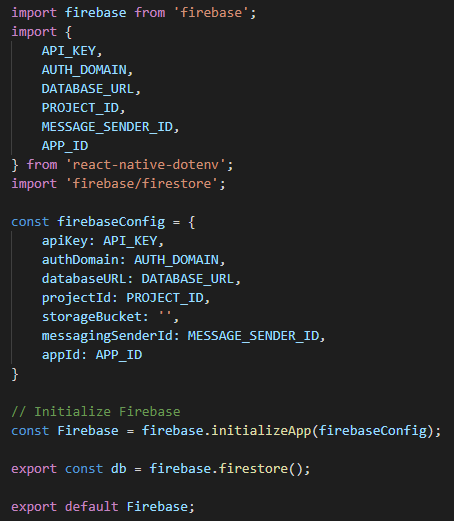 import firebase from 'firebase';
import {
    API_KEY,
    AUTH_DOMAIN,
    DATABASE_URL,
    PROJECT_ID,
    MESSAGE_SENDER_ID,
    APP_ID
} from 'react-native-dotenv';
import 'firebase/firestore';

const firebaseConfig = {
    apiKey: API_KEY,
    authDomain: AUTH_DOMAIN,
    databaseURL: DATABASE_URL,
    projectId: PROJECT_ID,
    storageBucket: '',
    messagingSenderId: MESSAGE_SENDER_ID,
    appId: APP_ID
}

// Initialize Firebase
const Firebase = firebase.initializeApp(firebaseConfig);

export const db = firebase.firestore();

export default Firebase;